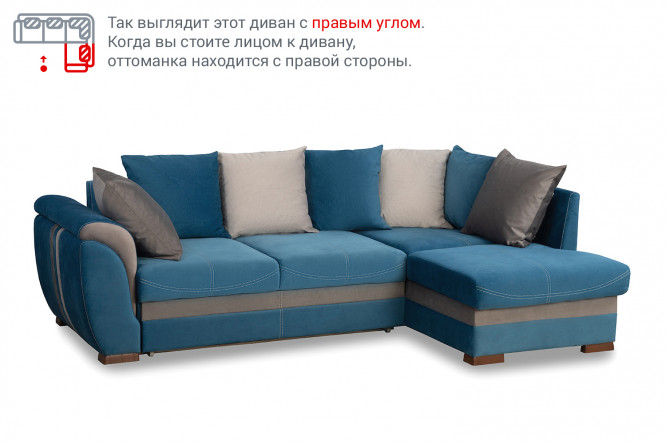 Так выглядит этот диван с правым углом.
Когда вы стоите лицом к дивану,
оттоманка находится с правой стороны.